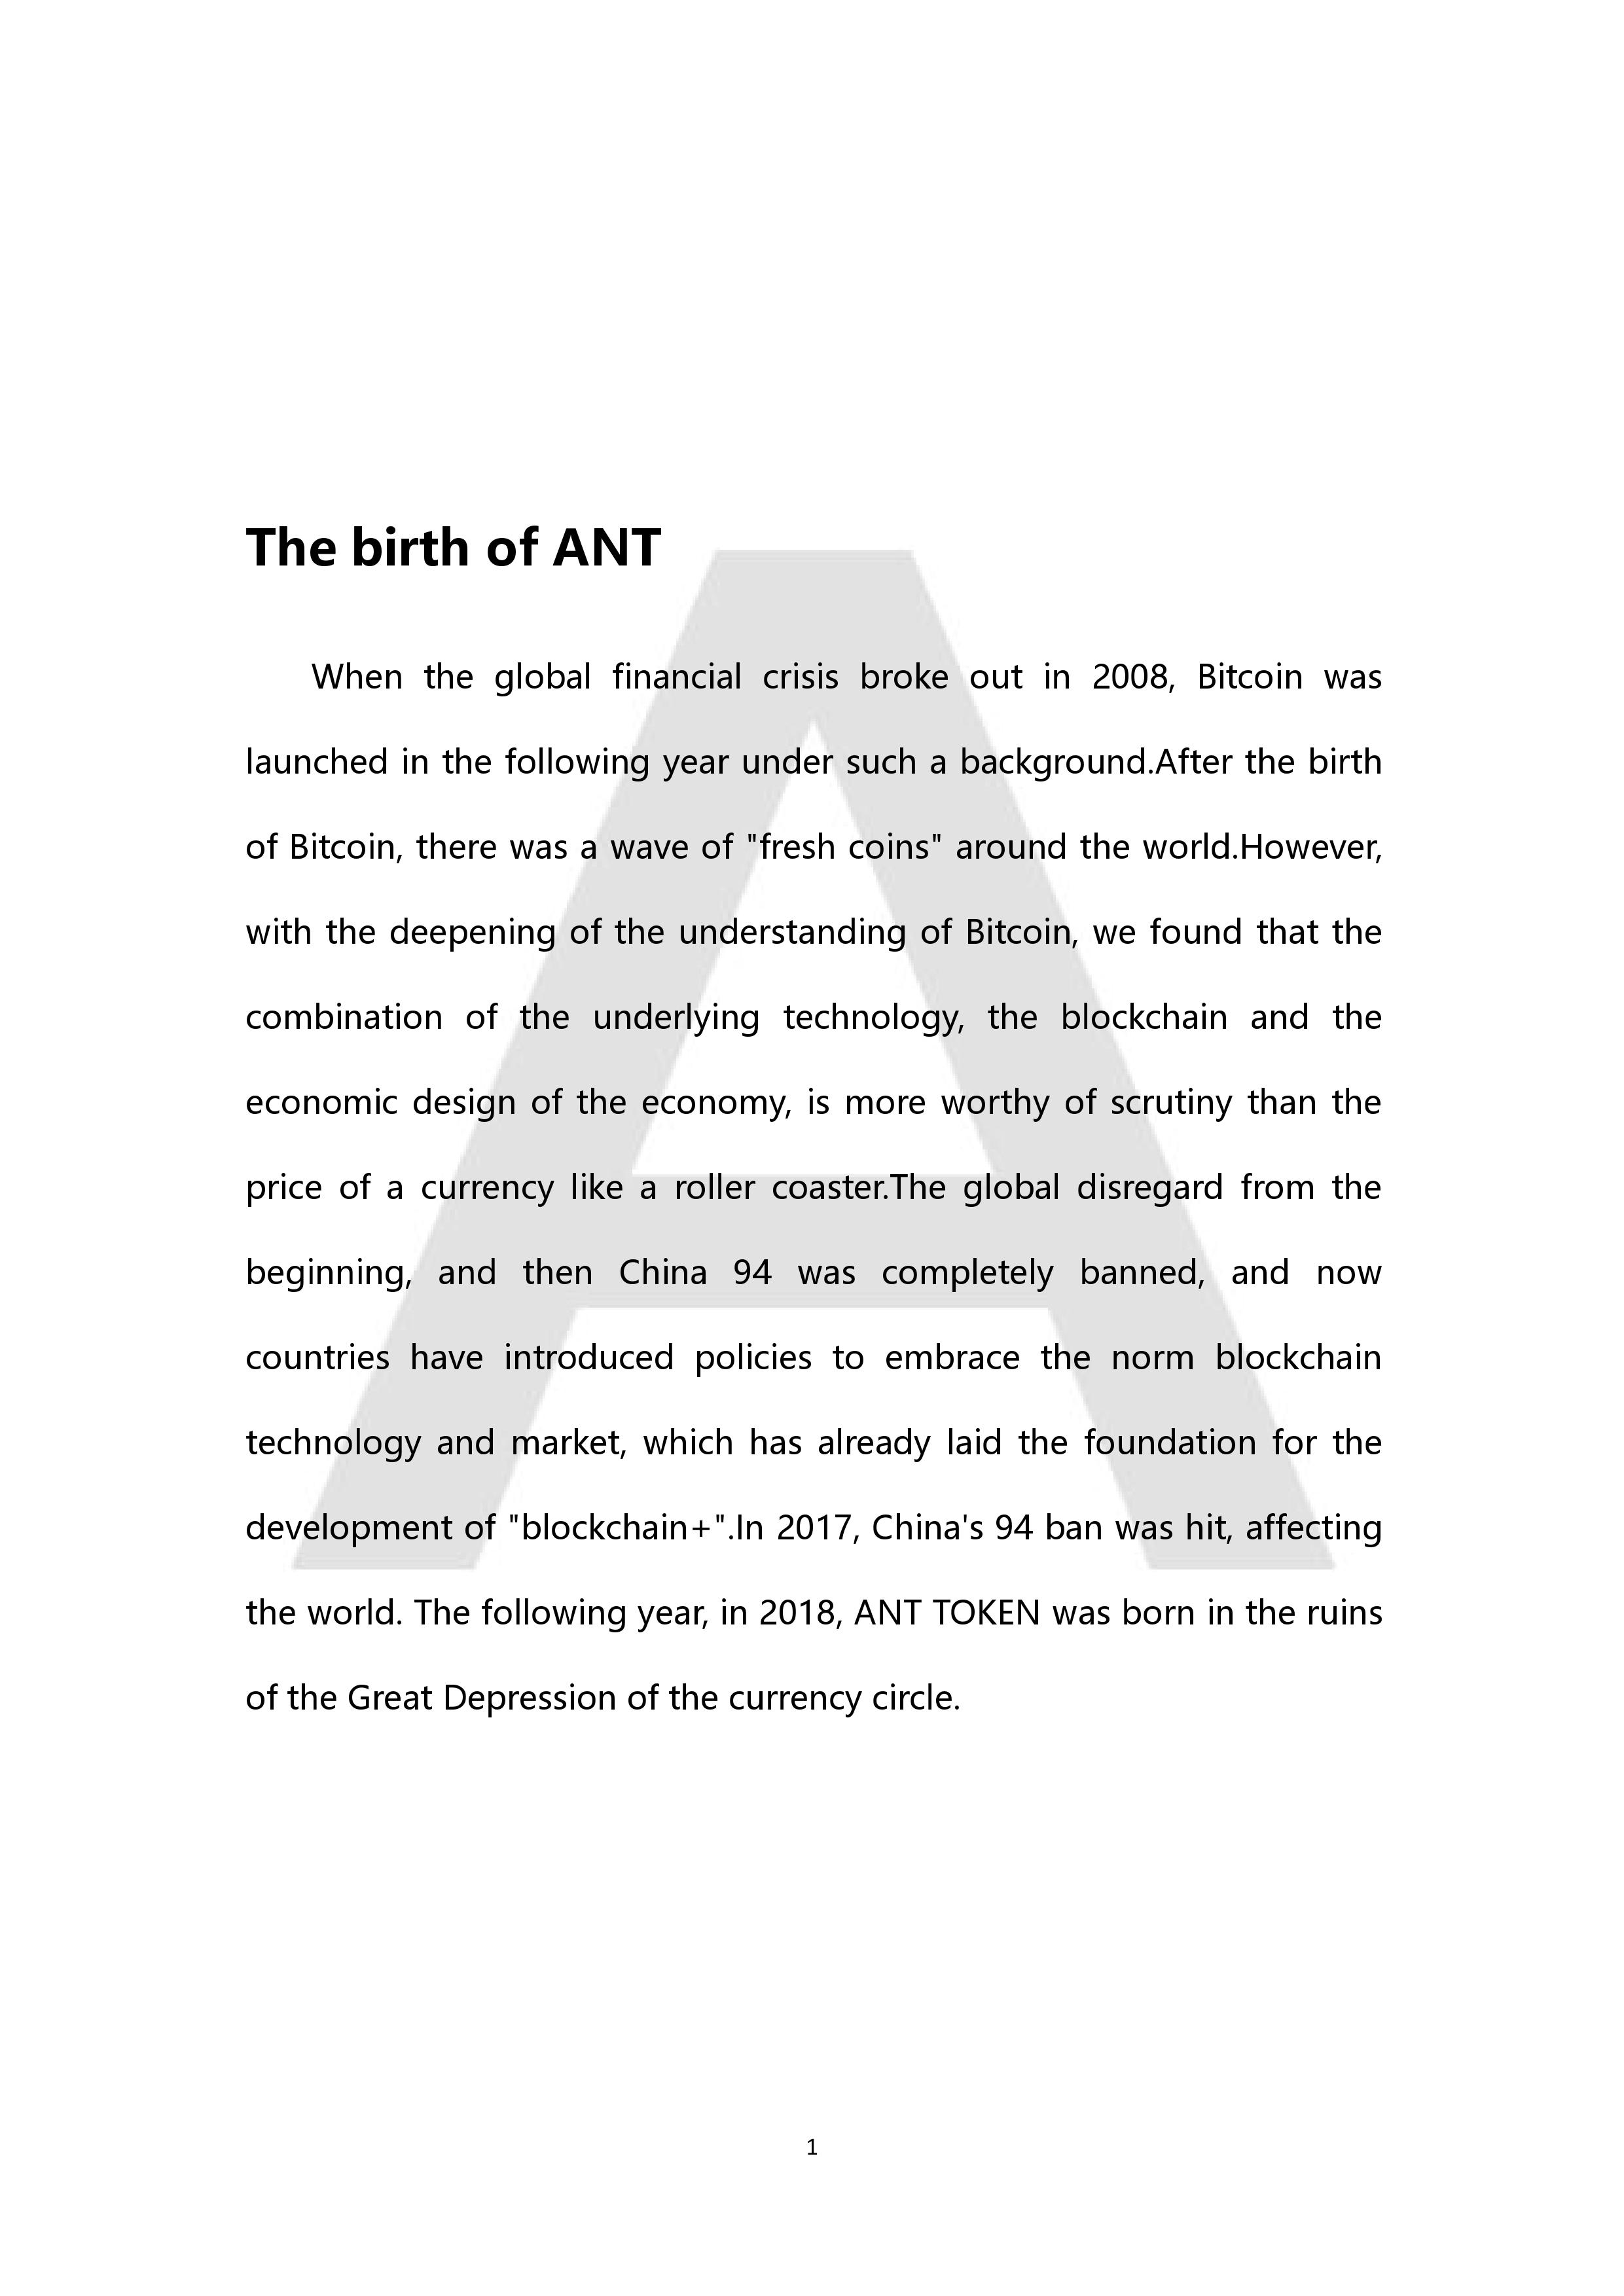 The birth of ANT
When the global financial crisis broke out in 2008, Bitcoin was
launched in the following year under such a background.After the birth
of Bitcoin, there was a wave of "fresh coins" around the world.However,
with the deepening of the understanding of Bitcoin, we found that the
combination of the underlying technology, the blockchain and the
economic design of the economy, is more worthy of scrutiny than the
price of a currency like a roller coaster.The global disregard from the
beginning, and then China 94 was completely banned, and now
countries have introduced policies to embrace the norm blockchain
technology and market, which has already laid the foundation for the
development of "blockchain+".In 2017, China's 94 ban was hit, affecting
the world. The following year, in 2018, ANT TOKEN was born in the ruins
of the Great Depression of the currency circle.
1